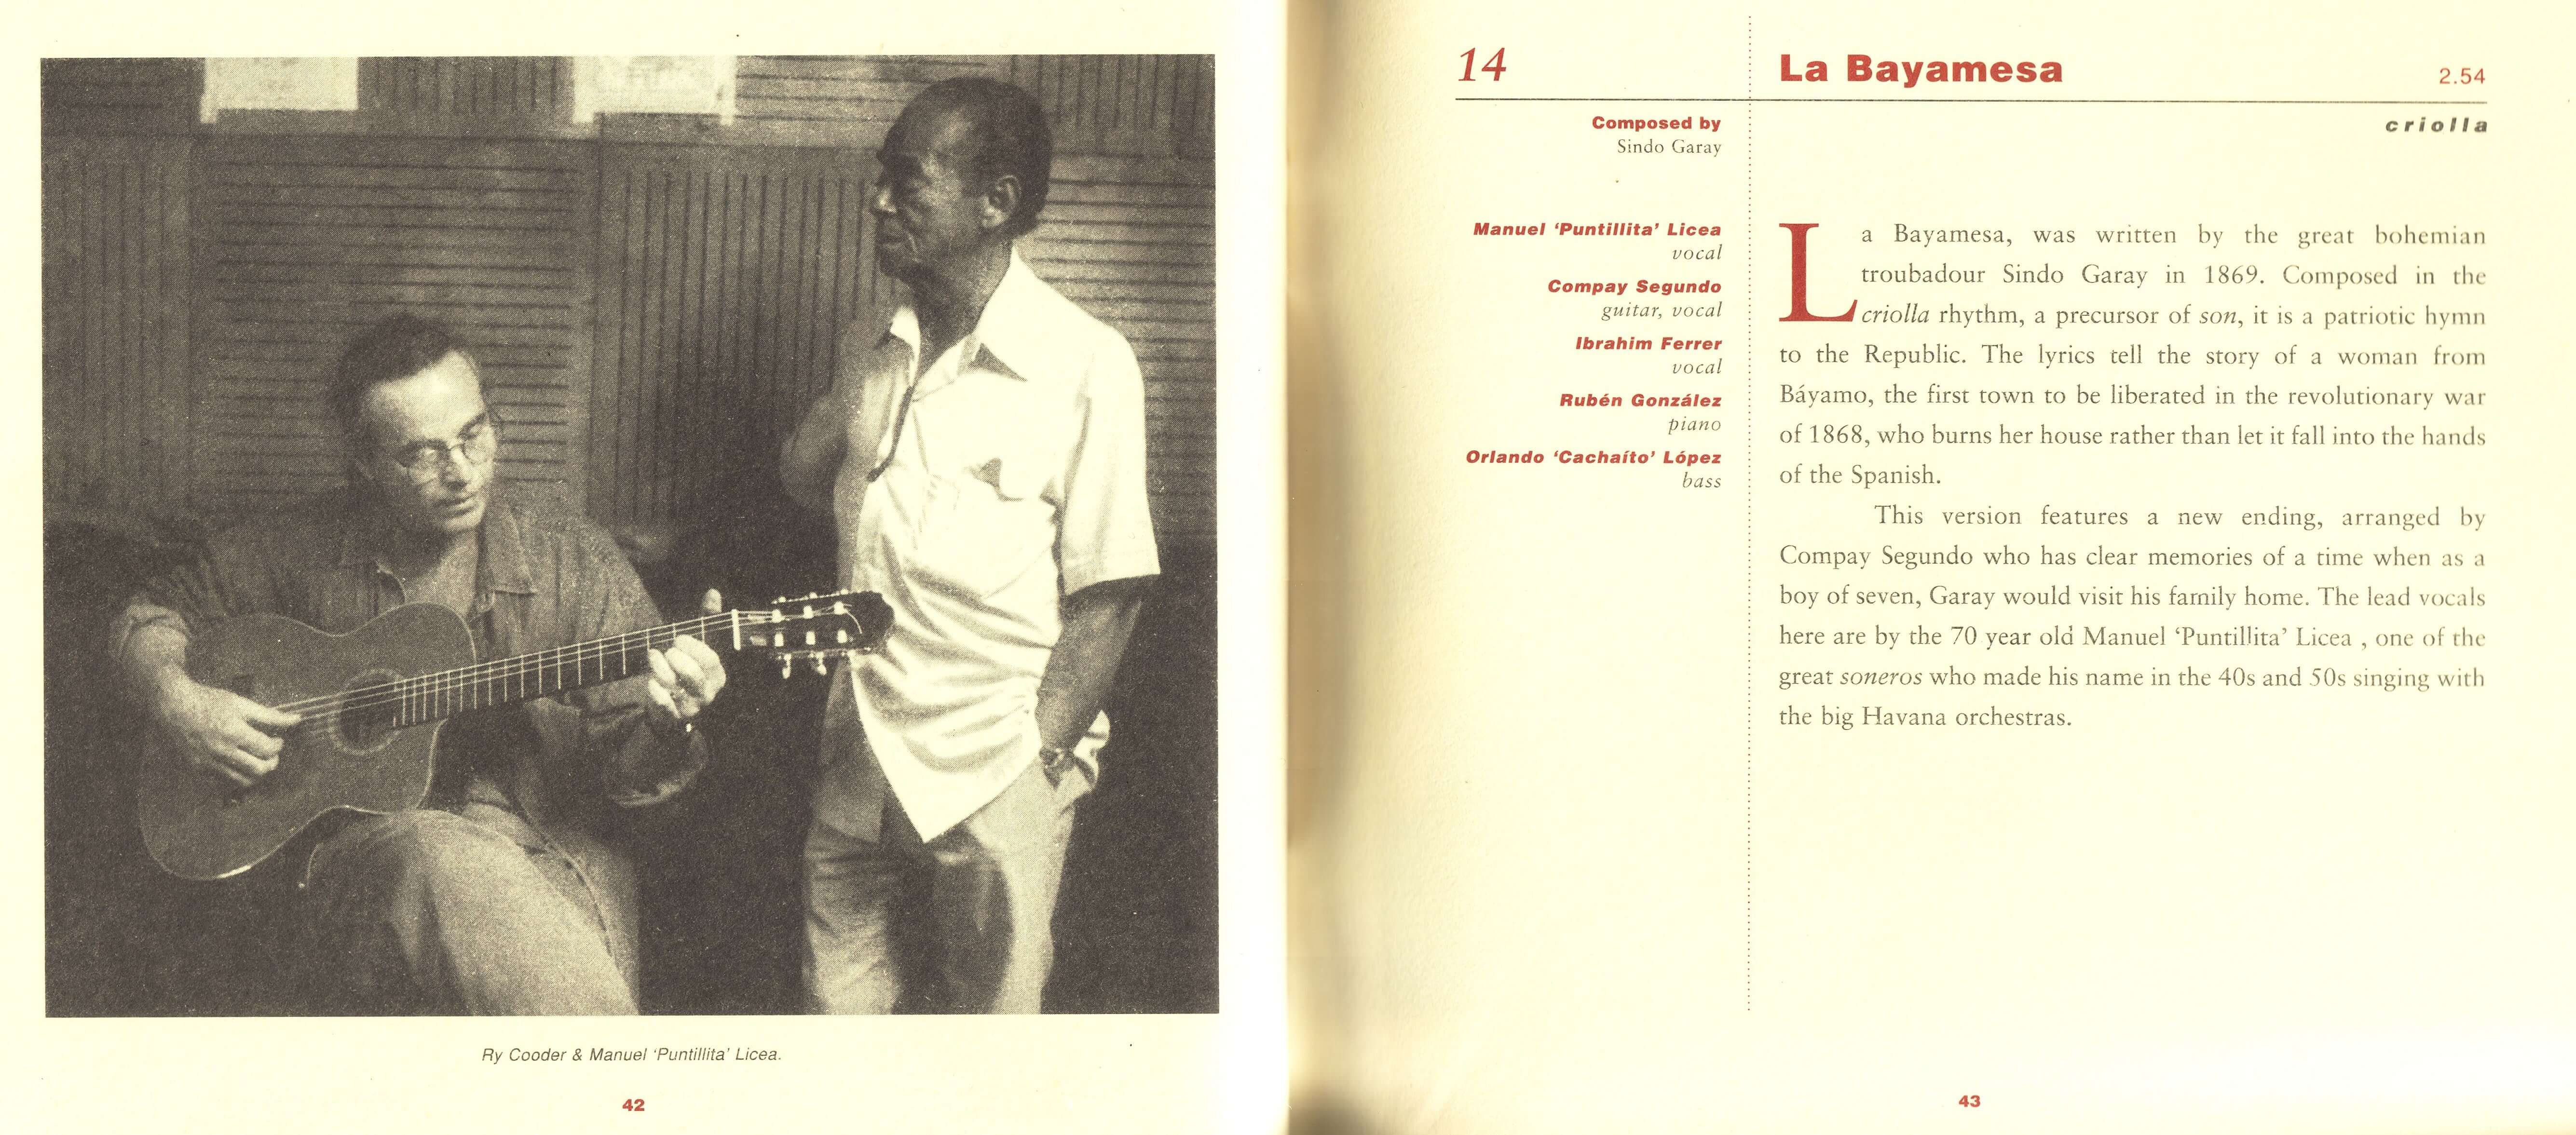 Ry Cooder & Manuel ‘Puntillita’ Licea.
42
14
La Bayamesa
2.54
criolla
Composed by
Sindo Garay
Manuel ‘Puntillita’ Licea
vocal
Compay Segundo
guitar, vocal
Ibrahim Ferrer
vocal
Rubén González
piano
Orlando ‘Cachaíto’ López
bass
La Bayamesa, was written by the great bohemian
troubadour Sindo Garay in 1869. Composed in the
criolla rhythm, a precursor of son, it is a patriotic hymn
to the Republic. The lyrics tell the story of a woman from
Báyamo, the first town to be liberated in the revolutionary war
of 1868, who burns her house rather than let it fall into the hands
of the Spanish.
This version features a new ending, arranged by
Compay Segundo who has clear memories of a time when as a
boy of seven, Garay would visit his family home. The lead vocals
here are by the 70 year old Manuel ‘Puntillita’ Licea , one of the
great soneros who made his name in the 40s and 50s singing with
the big Havana orchestras.
43